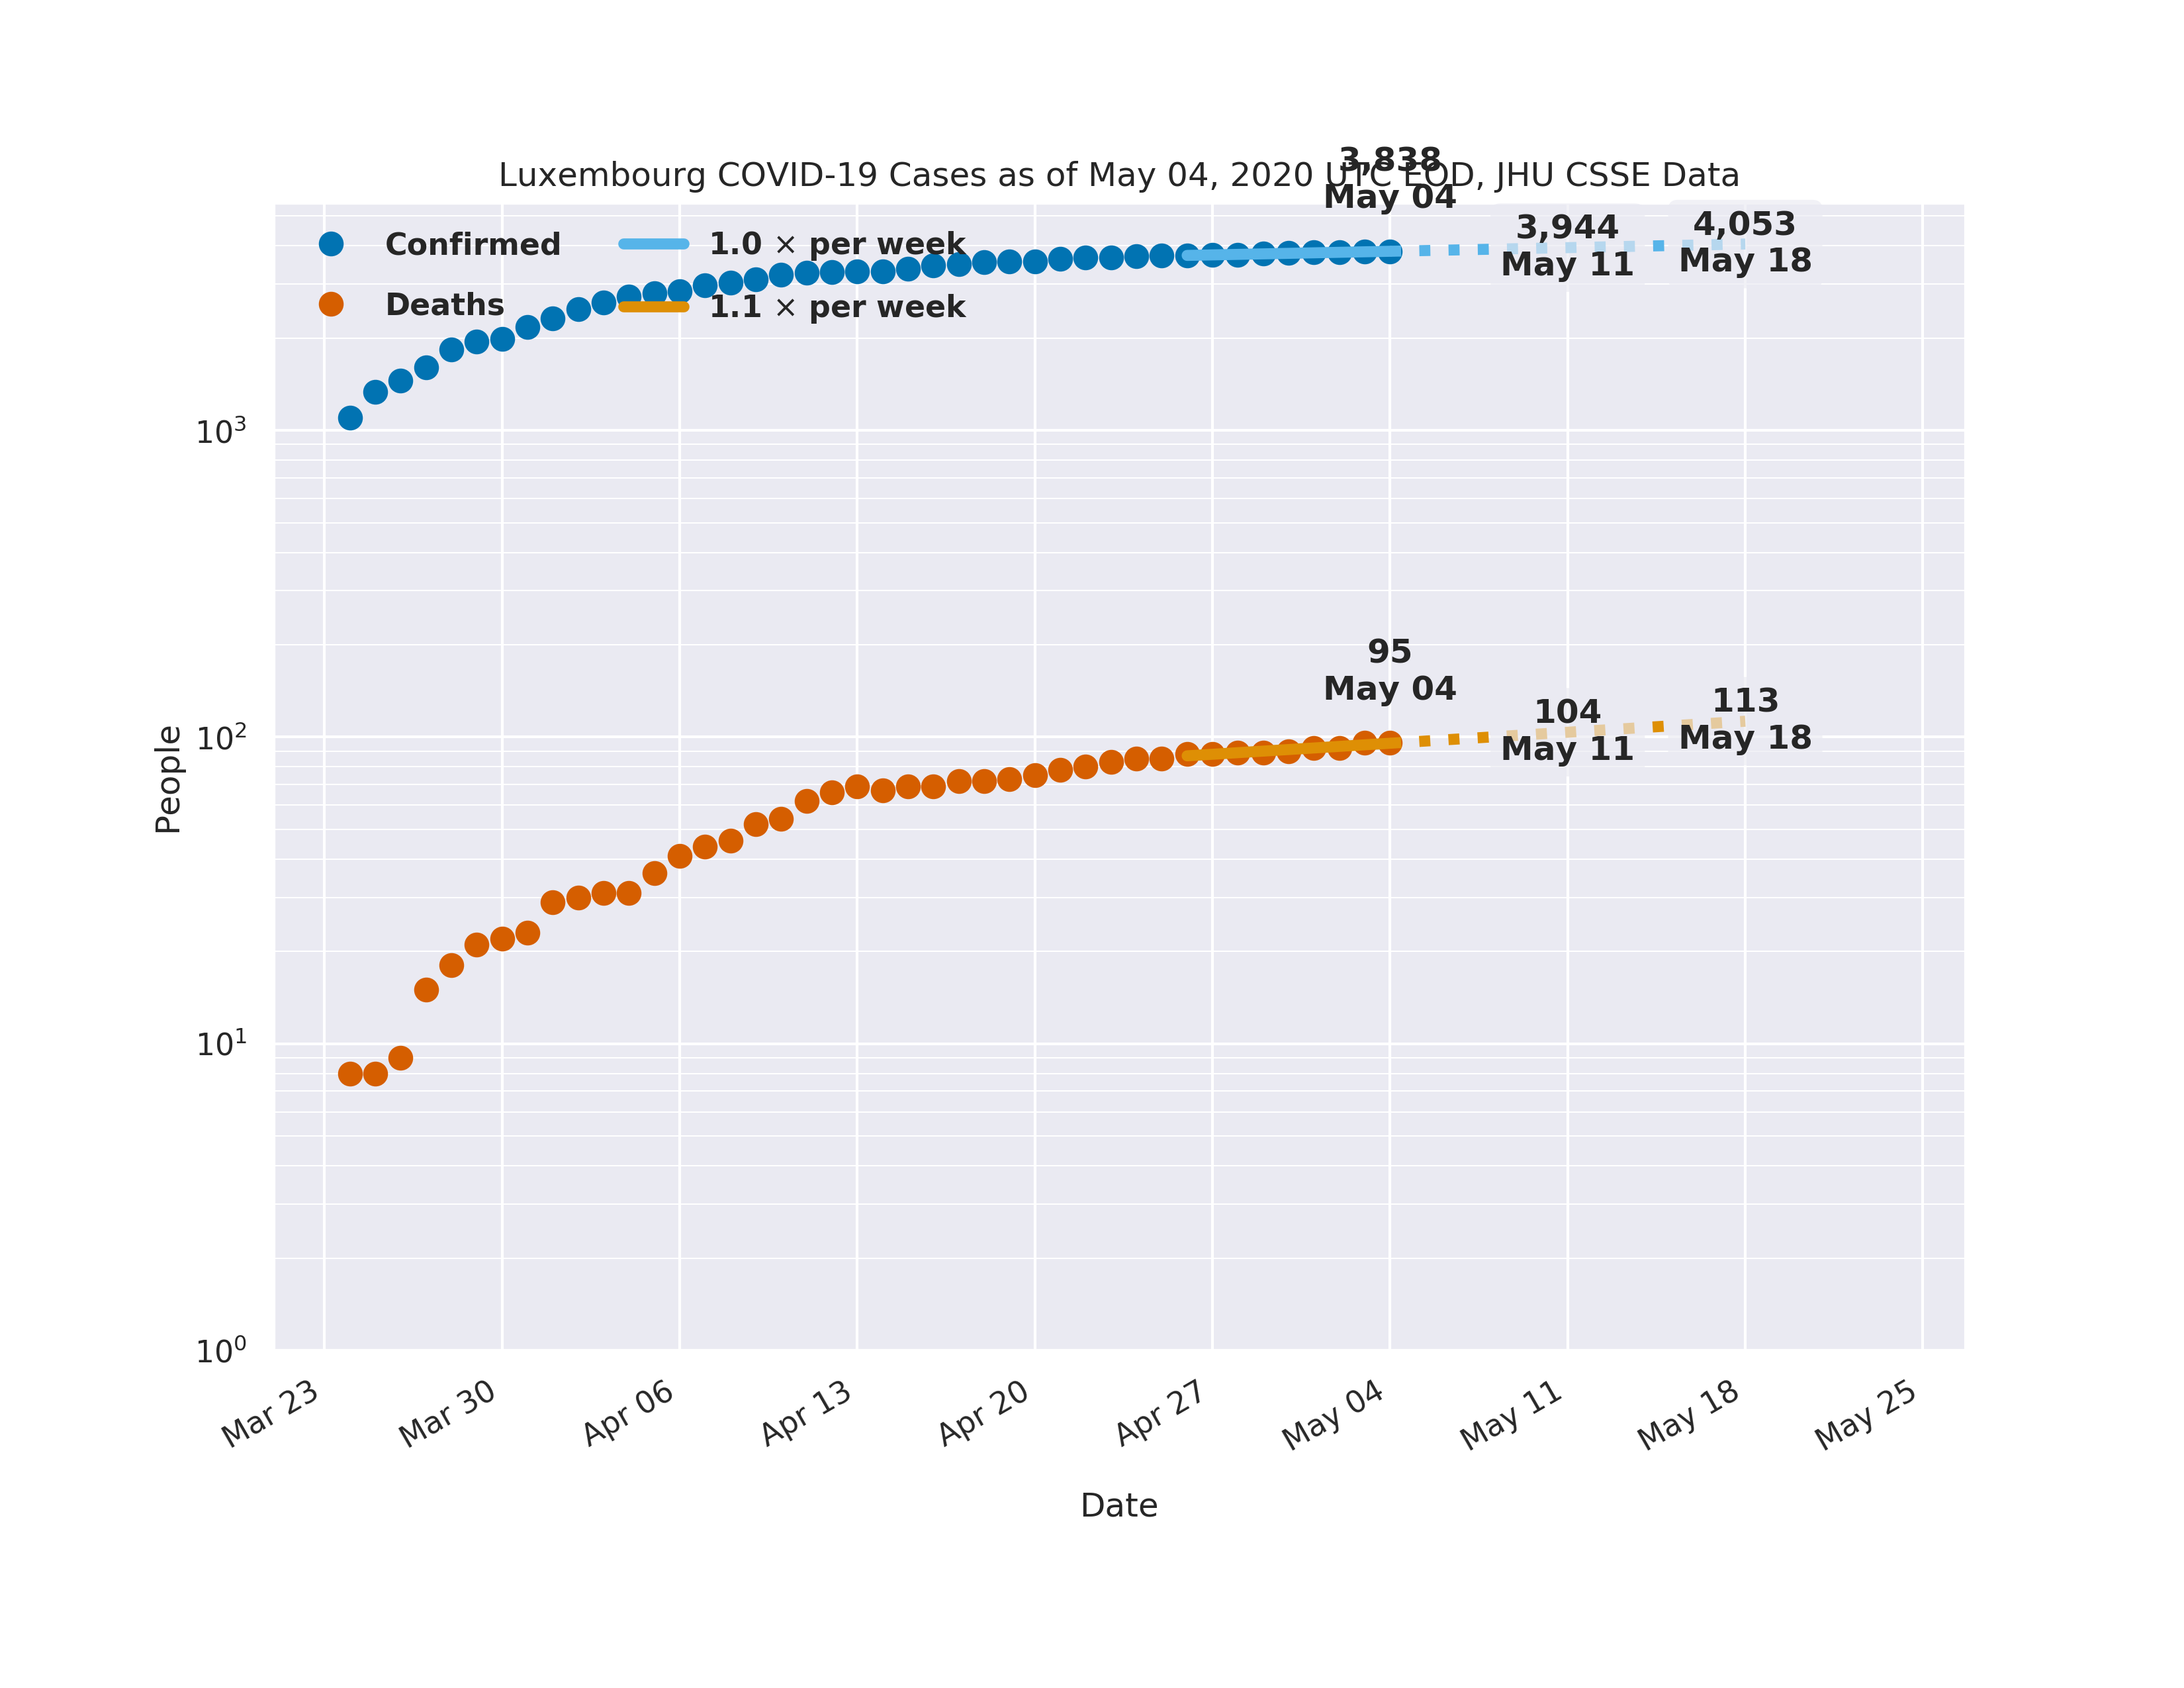 3,838
Luxembourg COVID-19 Cases as of May 04, 2020 UTC EOD, JHU CSSE Data
May 04
3,944
May 11
4,053
May 18
Confirmed
Deaths
1.0 × per week
1.1 × per week
95
May 04
104
May 11
113
May 18
People
10³
10²
10¹
10⁰
Mar 23
Mar 30
Apr 06
Apr 13
Apr 20
Apr 27
May 04
May 11
May 18
May 25
Date